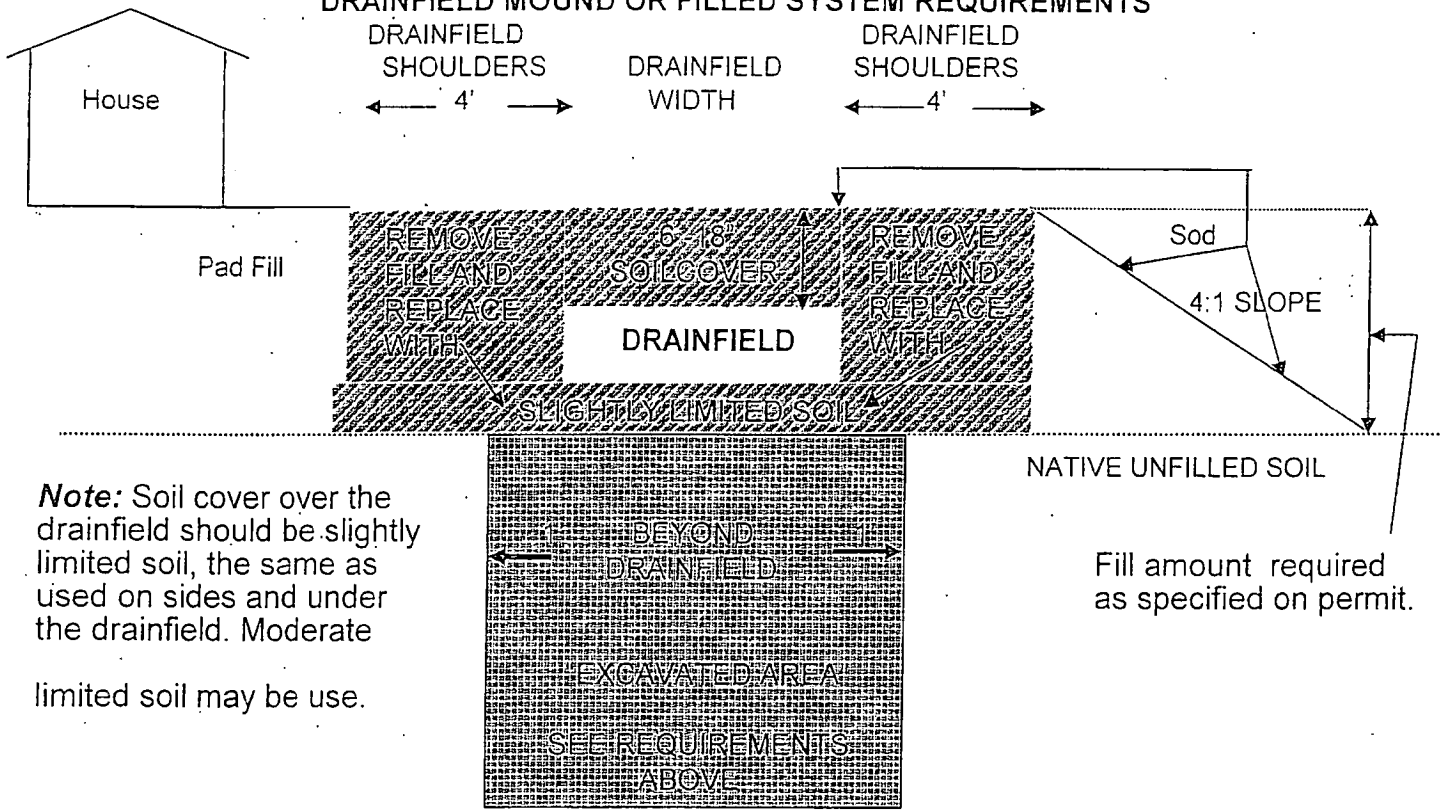 DRAINFIELD MOUND OR FILLED SYSTEM REQUIREMENTS
DRAINFIELD
SHOULDERS
4'
DRAINFIELD
WIDTH
DRAINFIELD
SHOULDERS
4'
House
Pad Fill
REMOVE
FILL AND
REPLACE
WITH
6"-18"
SOILCOVER
REMOVE
FILL AND
REPLACE
WITH
DRAINFIELD
SLIGHTLY LIMITED SOIL
Sod
4:1 SLOPE
NATIVE UNFILLED SOIL
Note: Soil cover over the
drainfield should be slightly
limited soil, the same as
used on sides and under
the drainfield. Moderate
limited soil may be use.
1'
BEYOND
DRAINFIELD
1'
EXCAVATED AREA
SEE REQUIREMENTS
ABOVE
Fill amount required
as specified on permit.